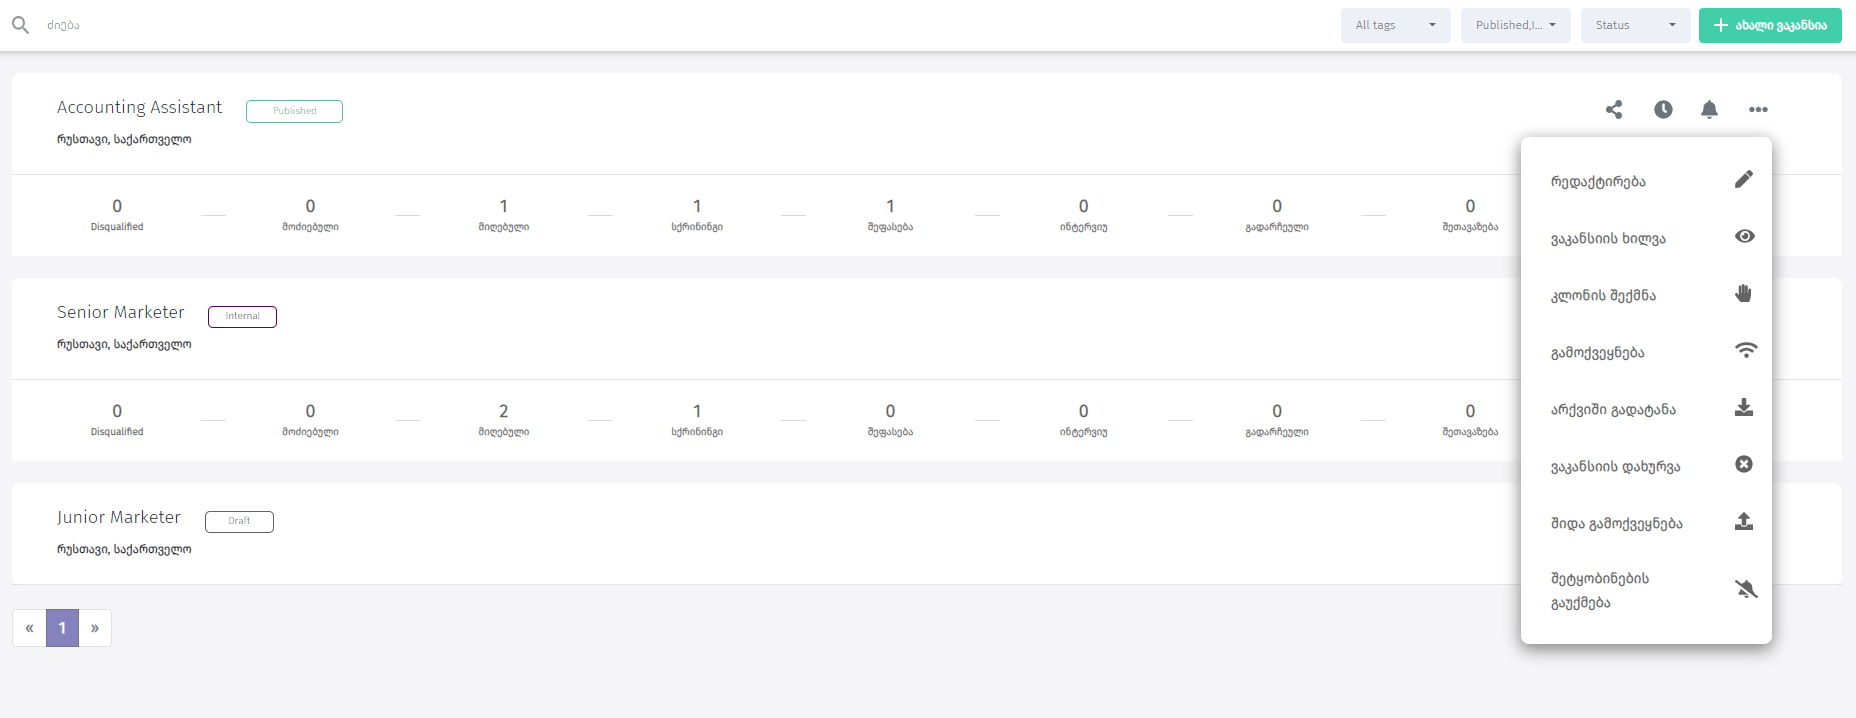 ძიება
All tags
Published,I...
Status
ახალი ვაკანსია
Accounting Assistant
Published
რუსთავი, საქართველო
0
Disqualified
0
მოძიებული
1
მიღებული
1
სქრინინგი
1
შეფასება
0
ინტერვიუ
0
გადარჩეული
0
შეთავაზება
რედაქტირება
ვაკანსიის ხილვა
კლონის შექმნა
გამოქვეყნება
არქვიში გადატანა
ვაკანსიის დახურვა
შიდა გამოქვეყნება
შეტყობინების
გაუქმება
Senior Marketer
Internal
რუსთავი, საქართველო
0
Disqualified
0
მოძიებული
2
მიღებული
1
სქრინინგი
0
შეფასება
0
ინტერვიუ
0
გადარჩეული
0
შეთავაზება
Junior Marketer
Draft
რუსთავი, საქართველო
« 1 »